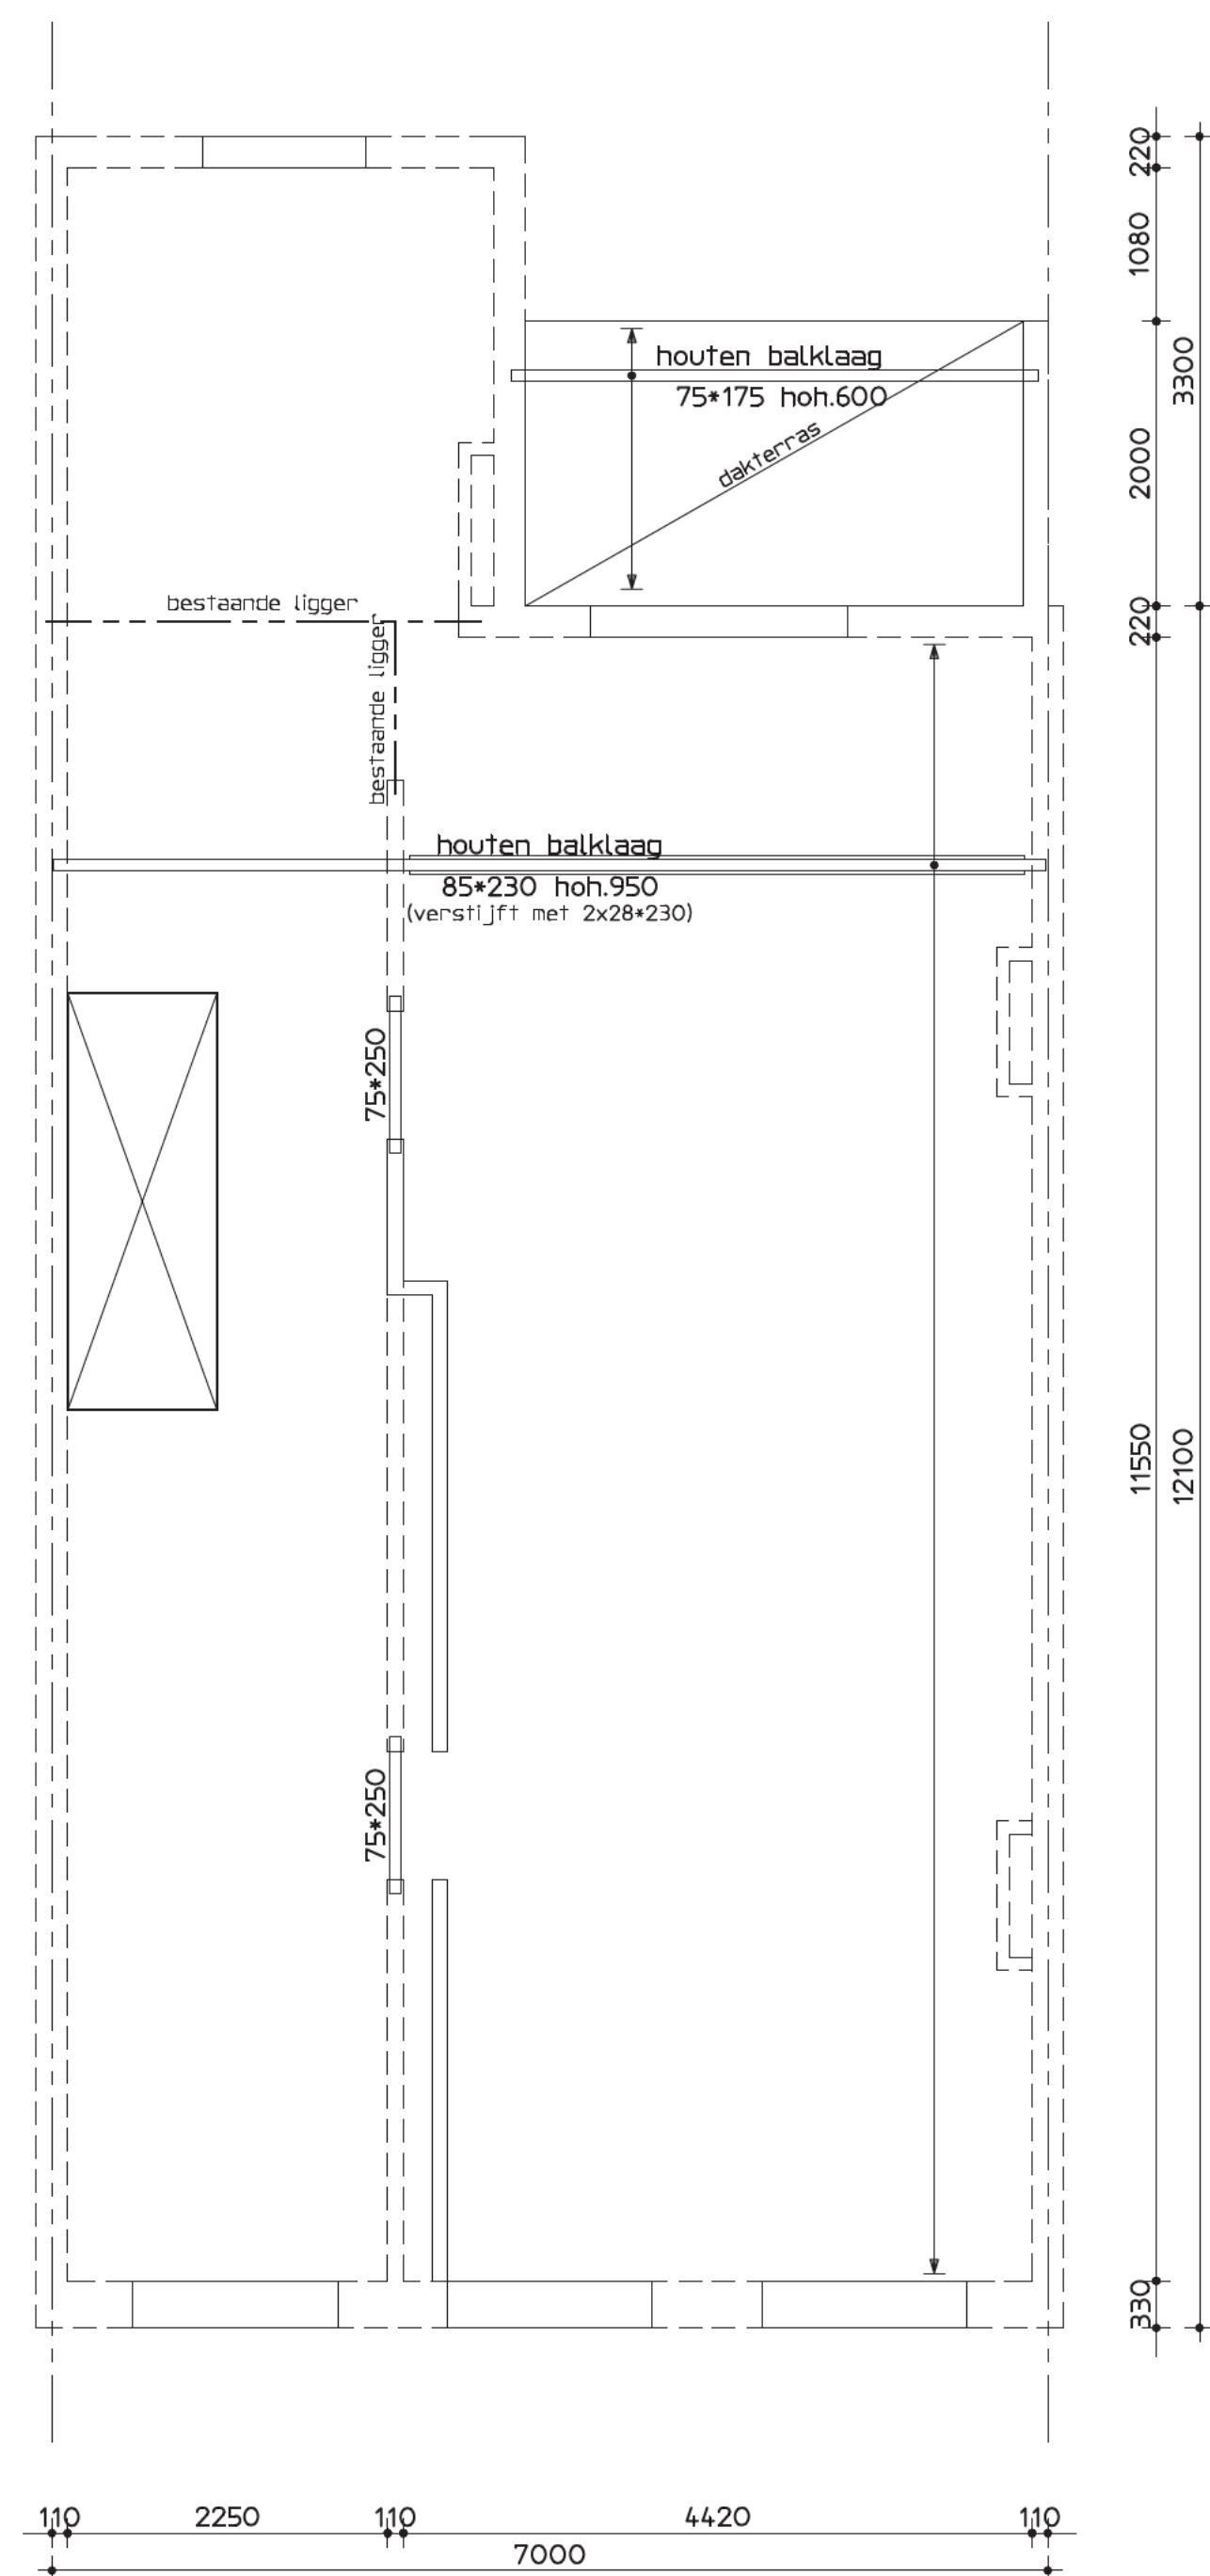 220
1080
3300
houten balklaag
75*175 hoh.600
dakterras
2000
bestaande ligger
220
bestaande ligger
houten balklaag
85*230 hoh.950
(verstijft met 2x28*230)
75*250
11550
12100
75*250
330
110 2250 110 4420 110
7000